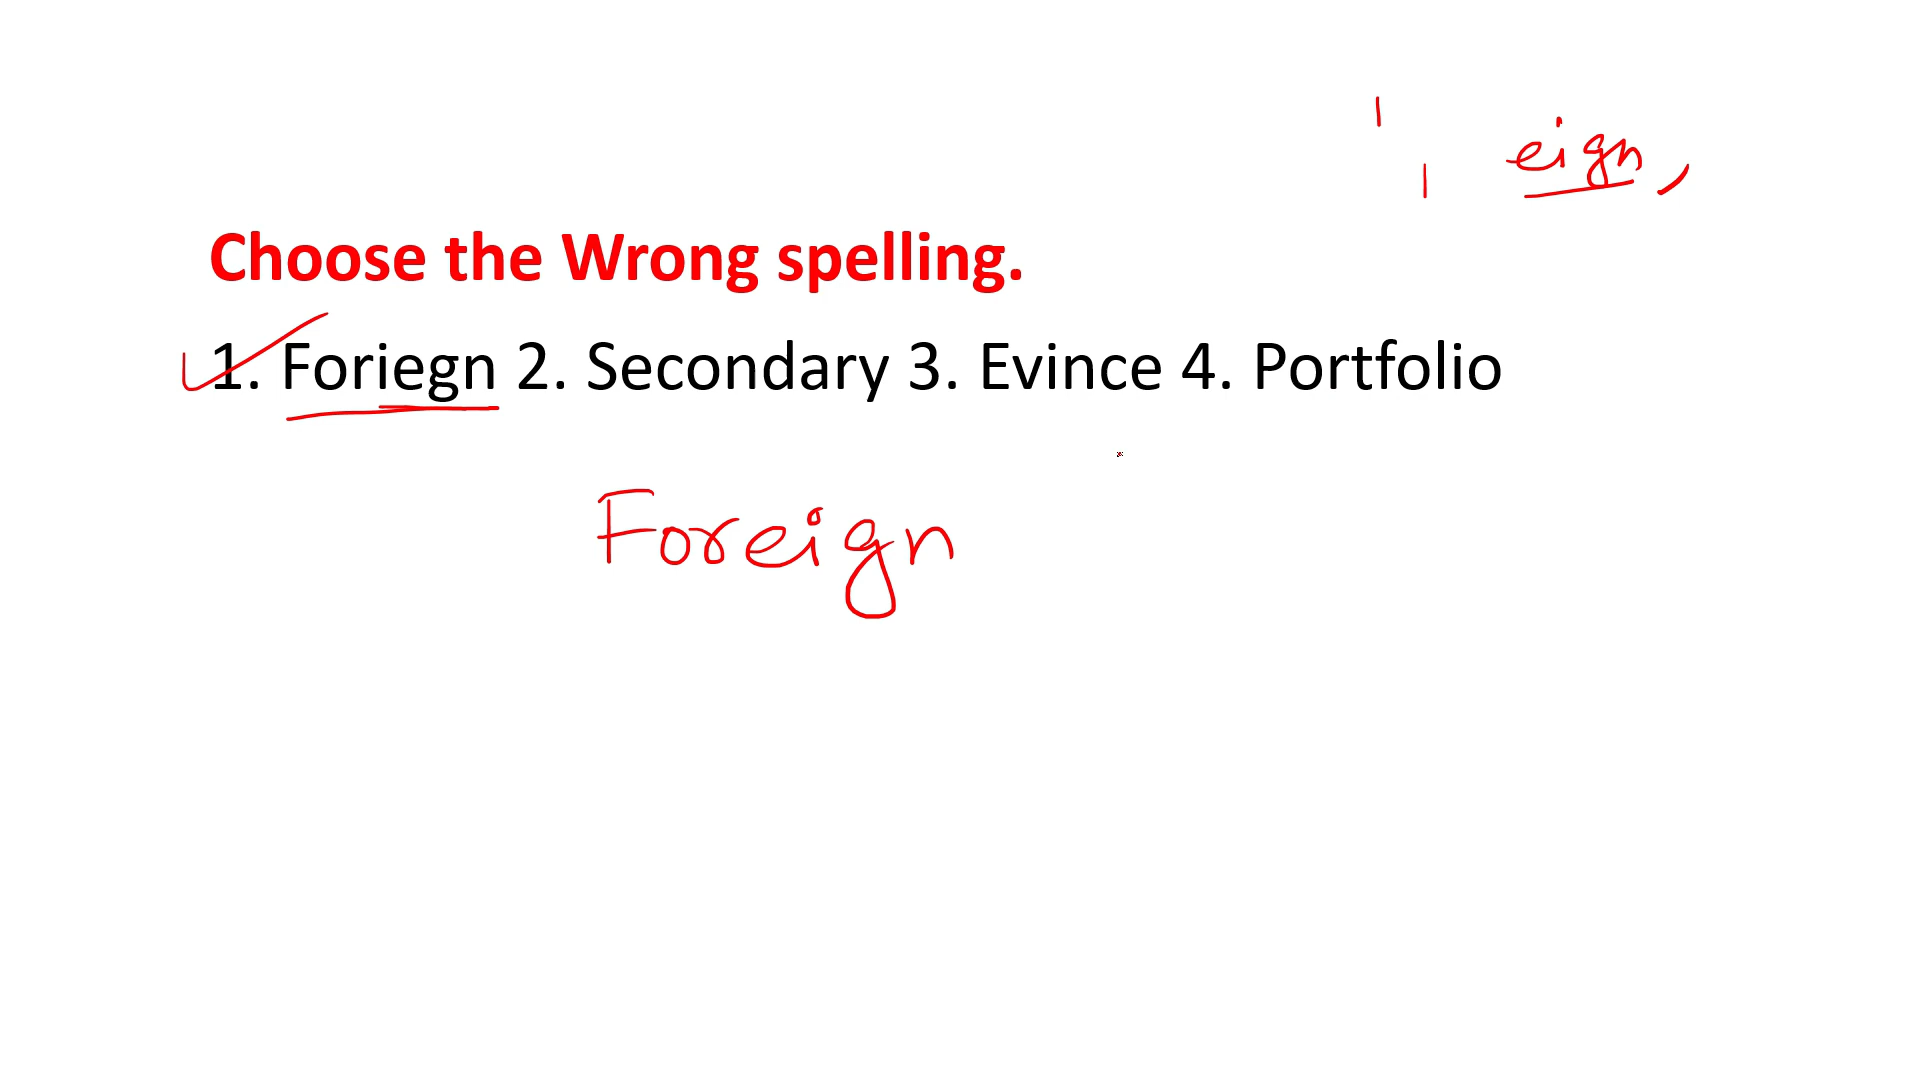 eign,
Choose the Wrong spelling.
1. Foriegn 2. Secondary 3. Evince 4. Portfolio
Foreign